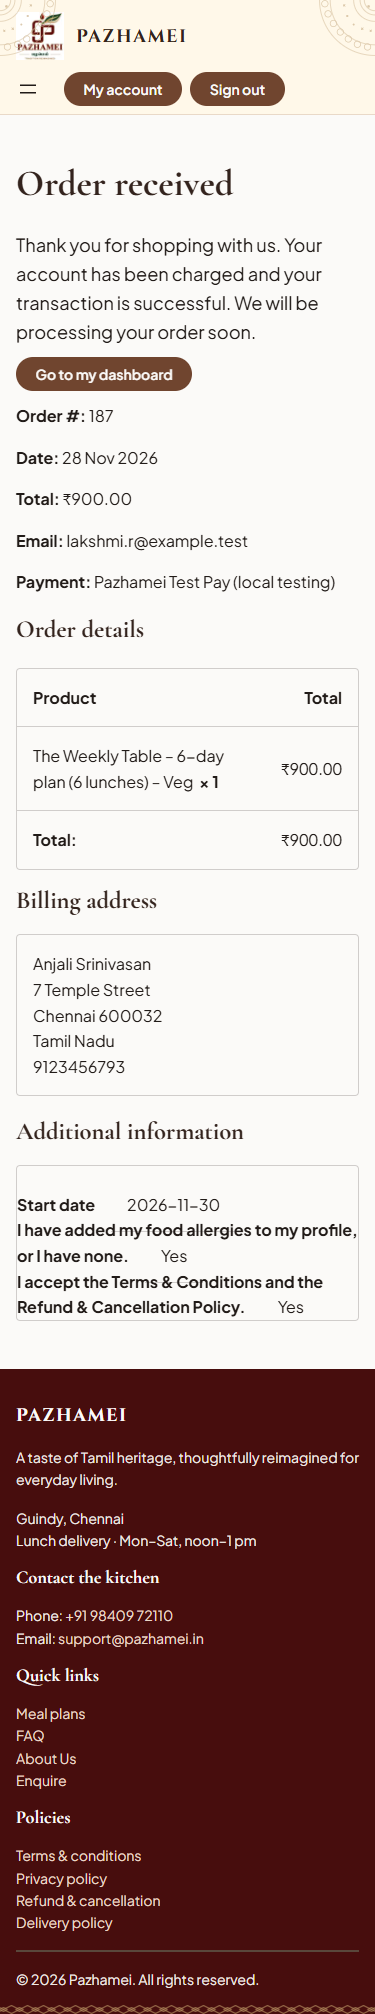 PAZHAMEI
PAZHAMEI
My account
Sign out
Order received
Thank you for shopping with us. Your
account has been charged and your
transaction is successful. We will be
processing your order soon.
Go to my dashboard
Order #: 187
Date: 28 Nov 2026
Total: ₹900.00
Email: lakshmi.r@example.test
Payment: Pazhamei Test Pay (local testing)
Order details
Product Total
The Weekly Table – 6-day
plan (6 lunches) – Veg × 1 ₹900.00
Total: ₹900.00
Billing address
Anjali Srinivasan
7 Temple Street
Chennai 600032
Tamil Nadu
9123456793
Additional information
Start date 2026-11-30
I have added my food allergies to my profile,
or I have none. Yes
I accept the Terms & Conditions and the
Refund & Cancellation Policy. Yes
PAZHAMEI
A taste of Tamil heritage, thoughtfully reimagined for
everyday living.
Guindy, Chennai
Lunch delivery · Mon–Sat, noon–1 pm
Contact the kitchen
Phone: +91 98409 72110
Email: support@pazhamei.in
Quick links
Meal plans
FAQ
About Us
Enquire
Policies
Terms & conditions
Privacy policy
Refund & cancellation
Delivery policy
© 2026 Pazhamei. All rights reserved.